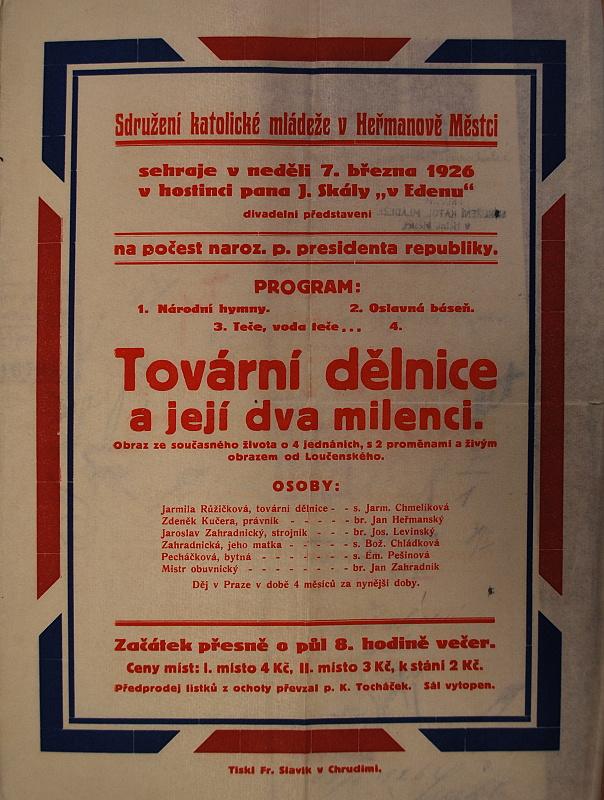 Sdružení katolické mládeže v Heřmanově Městci
sehraje v neděli 7. března 1926
v hostinci pana J. Skály „v Edenu“
divadelní představení
na počest naroz. p. presidenta republiky.
PROGRAM:
1. Národní hymny. 2. Oslavná báseň.
3. Teče, voda teče... 4.
Tovární dělnice
a její dva milenci.
Obraz ze současného života o 4 jednáních, s 2 proměnami a živým
obrazem od Loučenského.
OSOBY:
Jarmila Růžičková, tovární dělnice - - s. Jarm. Chmelíková
Zdeněk Kučera, právník - - - - - br. Jan Heřmanský
Jaroslav Zahradnický, strojník - - - br. Jos. Levinský
Zahradnická, jeho matka - - - - - s. Bož. Chládková
Pecháčková, bytná - - - - - - s. Em. Pešinová
Mistr obuvnický - - - - - - br. Jan Zahradník
Děj v Praze v době 4 měsíců za nynější doby.
Začátek přesně o půl 8. hodině večer.
Ceny míst: I. místo 4 Kč, II. místo 3 Kč, k stání 2 Kč.
Předprodej lístků z ochoty převzal p. K. Tocháček. Sál vytopen.
Tiskl Fr. Slavík v Chrudimi.